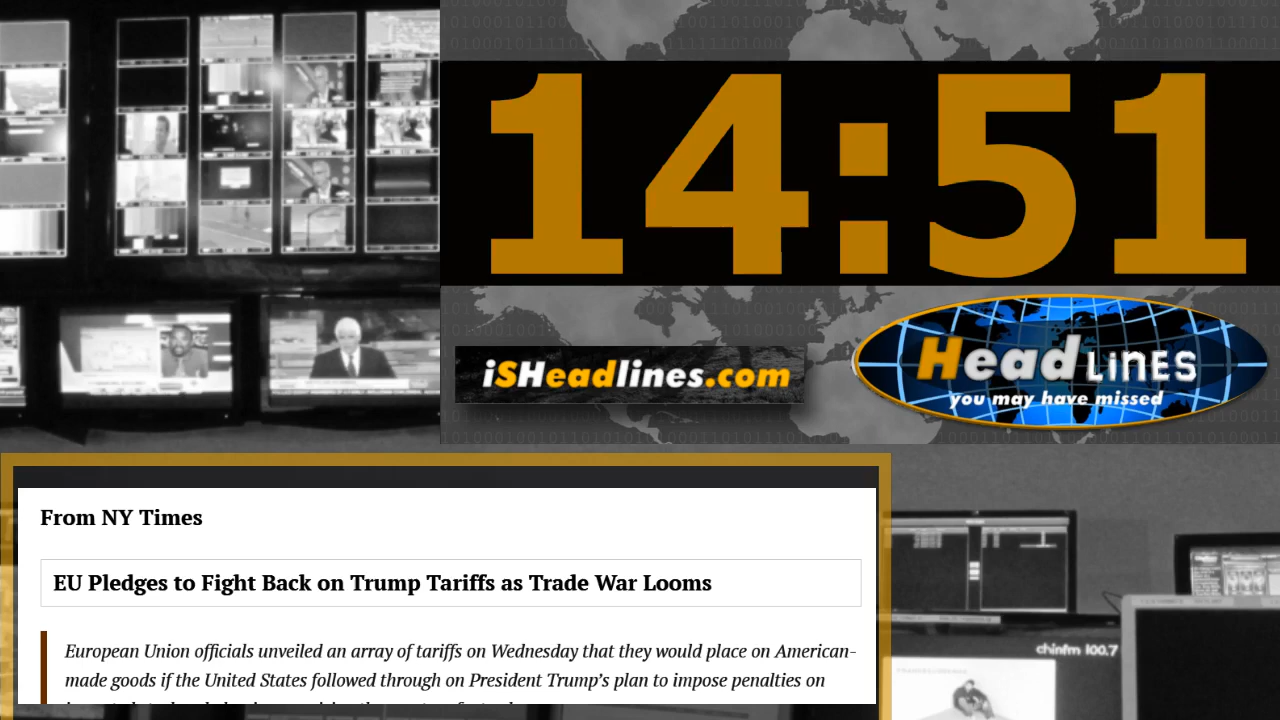 14:51
iSHeadlines.com
HeadLINES
you may have missed
From NY Times
EU Pledges to Fight Back on Trump Tariffs as Trade War Looms
European Union officials unveiled an array of tariffs on Wednesday that they would place on American-
made goods if the United States followed through on President Trump's plan to impose penalties on
chinfm 100.7